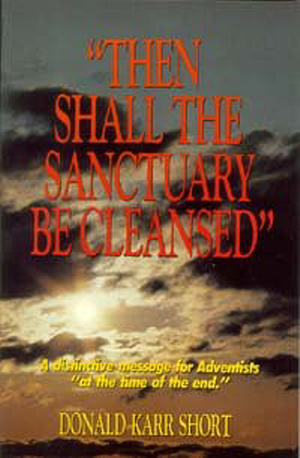 "THEN
SHALL THE
SANCTUARY
BE CLEANSED"
A distinctive message for Adventists
"at the time of the end."
DONALD KARR SHORT